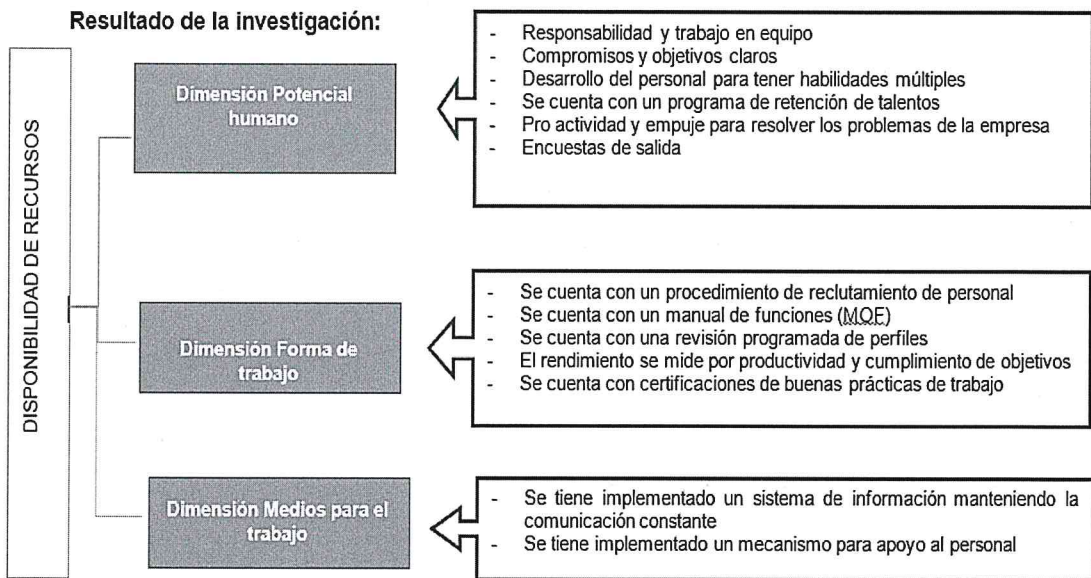 Resultado de la investigación:
DISPONIBILIDAD DE RECURSOS
Dimensión Potencial
humano
- Responsabilidad y trabajo en equipo
- Compromisos y objetivos claros
- Desarrollo del personal para tener habilidades múltiples
- Se cuenta con un programa de retención de talentos
- Pro actividad y empuje para resolver los problemas de la empresa
- Encuestas de salida
Dimensión Forma de
trabajo
- Se cuenta con un procedimiento de reclutamiento de personal
- Se cuenta con un manual de funciones (MOF)
- Se cuenta con una revisión programada de perfiles
- El rendimiento se mide por productividad y cumplimiento de objetivos
- Se cuenta con certificaciones de buenas prácticas de trabajo
Dimensión Medios para el
trabajo
- Se tiene implementado un sistema de información manteniendo la
comunicación constante
- Se tiene implementado un mecanismo para apoyo al personal